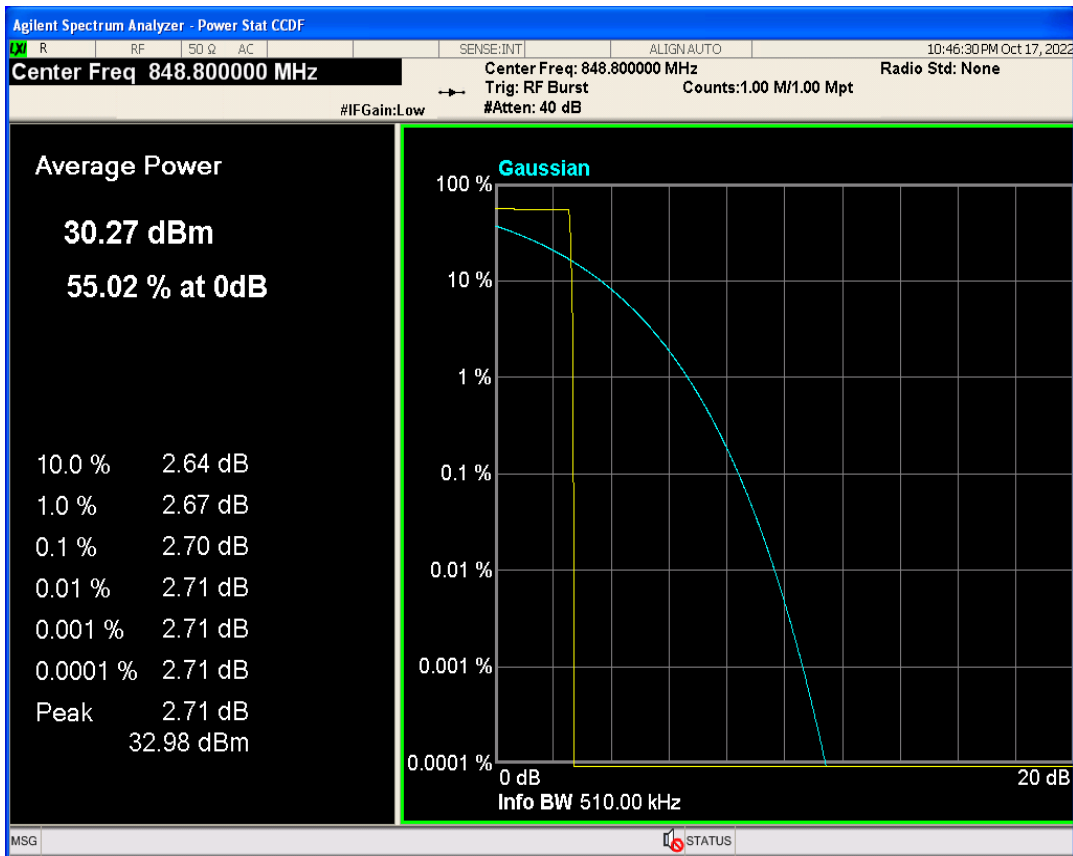 Agilent Spectrum Analyzer - Power Stat CCDF
LXI R RF 50 Ω AC SENSE:INT ALIGN AUTO 10:46:30 PM Oct 17, 2022
Center Freq 848.800000 MHz
Center Freq: 848.800000 MHz Radio Std: None
Trig: RF Burst Counts:1.00 M/1.00 Mpt
#IFGain:Low #Atten: 40 dB
Average Power
30.27 dBm
55.02 % at 0dB
10.0 % 2.64 dB
1.0 % 2.67 dB
0.1 % 2.70 dB
0.01 % 2.71 dB
0.001 % 2.71 dB
0.0001 % 2.71 dB
Peak 2.71 dB
32.98 dBm
Gaussian
100 %
10 %
1 %
0.1 %
0.01 %
0.001 %
0.0001 %
0 dB 20 dB
Info BW 510.00 kHz
MSG STATUS